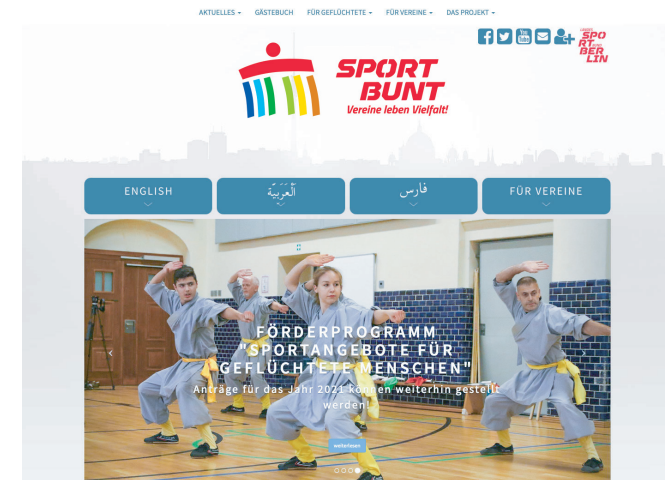 AKTUELLES
GÄSTEBUCH
FÜR GEFLÜCHTETE
FÜR VEREINE
DAS PROJEKT
SPO
RT
BER
LIN
SPORT
BUNT
Vereine leben Vielfalt!
ENGLISH
اَلْعَرَبِيَّة
فارس
FÜR VEREINE
FÖRDERPROGRAMM
"SPORTANGEBOTE FÜR
GEFLÜCHTETE MENSCHEN"
Anträge für das Jahr 2021 können weiterhin gestellt
werden!
weiterlesen